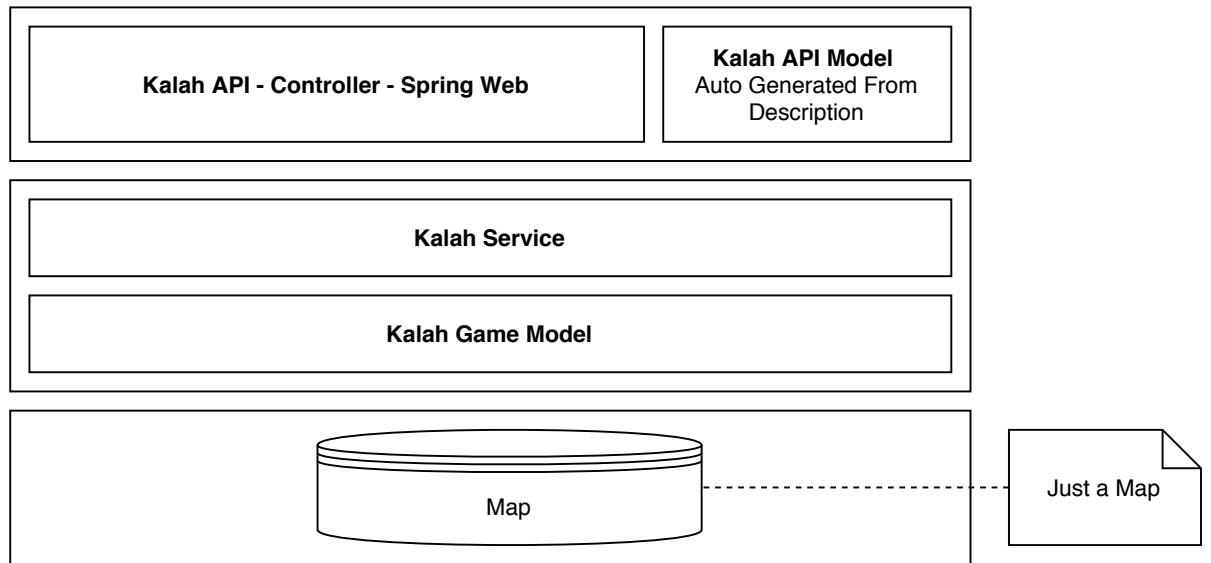 Kalah API - Controller - Spring Web
Kalah API Model
Auto Generated From
Description
Kalah Service
Kalah Game Model
Map
Just a Map